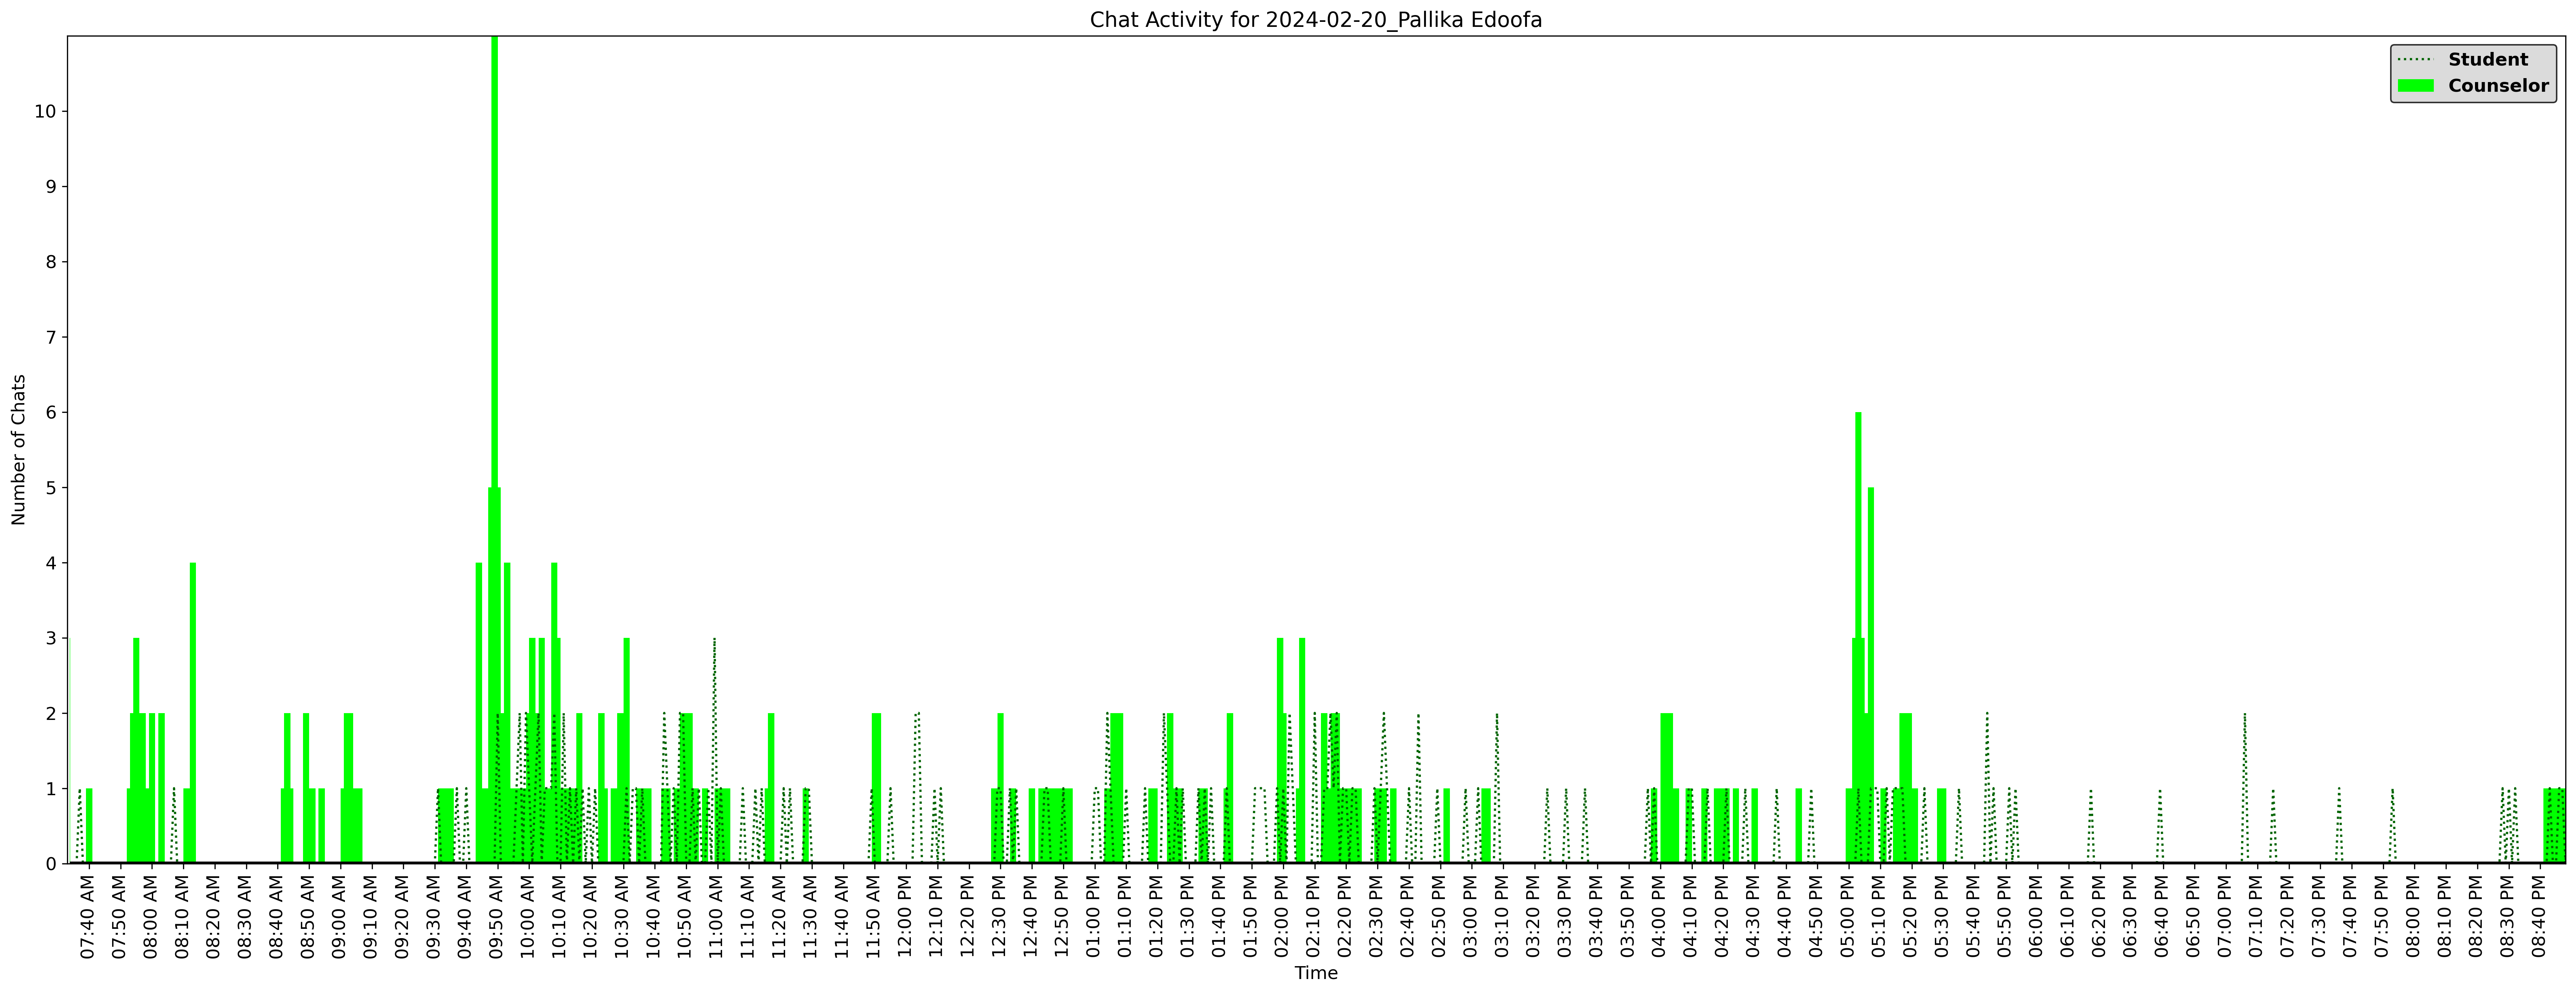 Chat Activity for 2024-02-20_Pallika Edoofa
Student
Counselor
Number of Chats
10
9
8
7
6
5
4
3
2
1
0
07:40 AM
07:50 AM
08:00 AM
08:10 AM
08:20 AM
08:30 AM
08:40 AM
08:50 AM
09:00 AM
09:10 AM
09:20 AM
09:30 AM
09:40 AM
09:50 AM
10:00 AM
10:10 AM
10:20 AM
10:30 AM
10:40 AM
10:50 AM
11:00 AM
11:10 AM
11:20 AM
11:30 AM
11:40 AM
11:50 AM
12:00 PM
12:10 PM
12:20 PM
12:30 PM
12:40 PM
12:50 PM
01:00 PM
01:10 PM
01:20 PM
01:30 PM
01:40 PM
01:50 PM
02:00 PM
02:10 PM
02:20 PM
02:30 PM
02:40 PM
02:50 PM
03:00 PM
03:10 PM
03:20 PM
03:30 PM
03:40 PM
03:50 PM
04:00 PM
04:10 PM
04:20 PM
04:30 PM
04:40 PM
04:50 PM
05:00 PM
05:10 PM
05:20 PM
05:30 PM
05:40 PM
05:50 PM
06:00 PM
06:10 PM
06:20 PM
06:30 PM
06:40 PM
06:50 PM
07:00 PM
07:10 PM
07:20 PM
07:30 PM
07:40 PM
07:50 PM
08:00 PM
08:10 PM
08:20 PM
08:30 PM
08:40 PM
Time